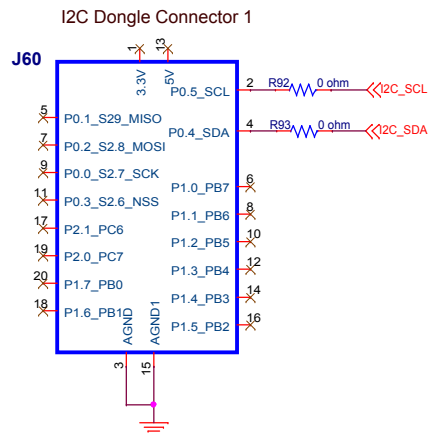 I2C Dongle Connector 1
J60
1
13
3.3V
5V
P0.5_SCL
2
R92
0 ohm
I2C_SCL
P0.4_SDA
4
R93
0 ohm
I2C_SDA
5
P0.1_S29_MISO
7
P0.2_S2.8_MOSI
9
P0.0_S2.7_SCK
11
P0.3_S2.6_NSS
17
P2.1_PC6
19
P2.0_PC7
20
P1.7_PB0
18
P1.6_PB1
P1.0_PB7
6
P1.1_PB6
8
P1.2_PB5
10
P1.3_PB4
12
P1.4_PB3
14
P1.5_PB2
16
AGND
AGND1
3
15